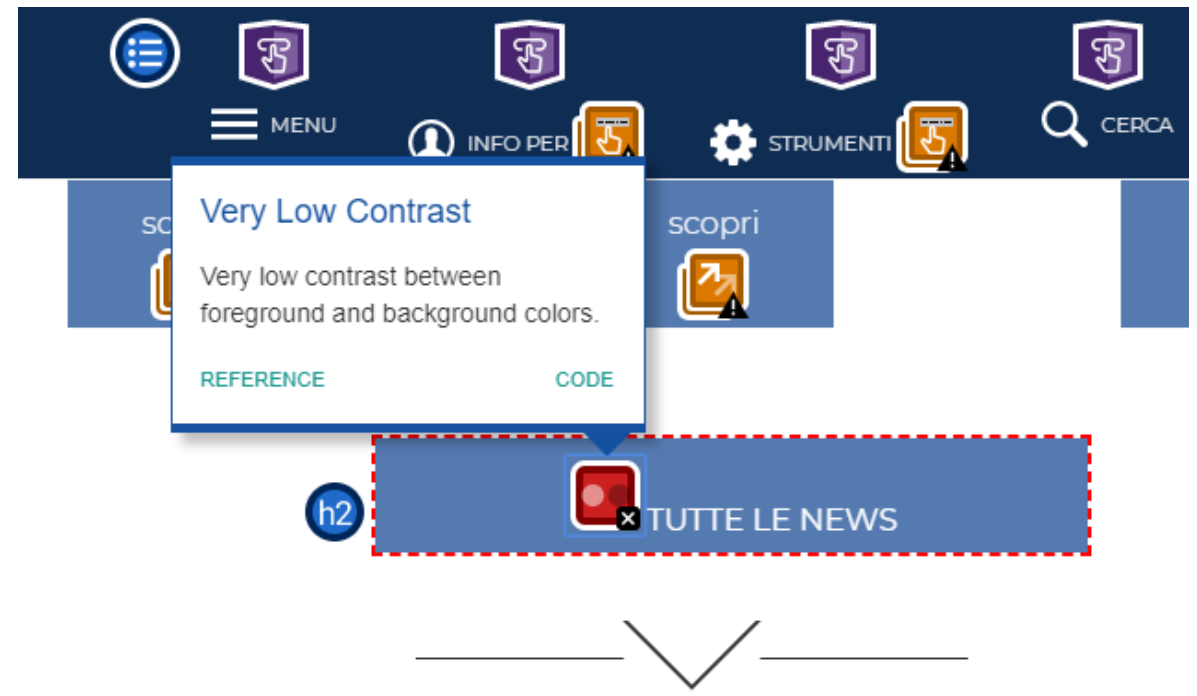 MENU
INFO PER
STRUMENTI
CERCA
sc
scopri
Very Low Contrast
Very low contrast between
foreground and background colors.
REFERENCE CODE
h2
TUTTE LE NEWS